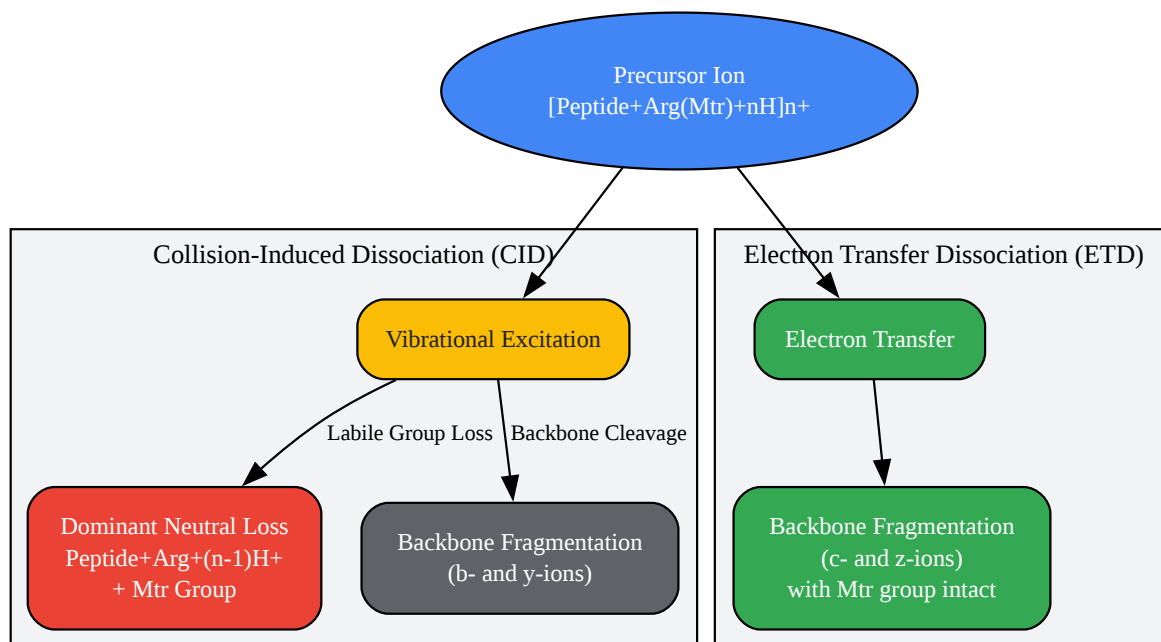 Precursor Ion
[Peptide+Arg(Mtr)+nH]n+
Collision-Induced Dissociation (CID)
Electron Transfer Dissociation (ETD)
Vibrational Excitation
Electron Transfer
Labile Group Loss
Backbone Cleavage
Dominant Neutral Loss
Peptide+Arg+(n-1)H+
+ Mtr Group
Backbone Fragmentation
(b- and y-ions)
Backbone Fragmentation
(c- and z-ions)
with Mtr group intact